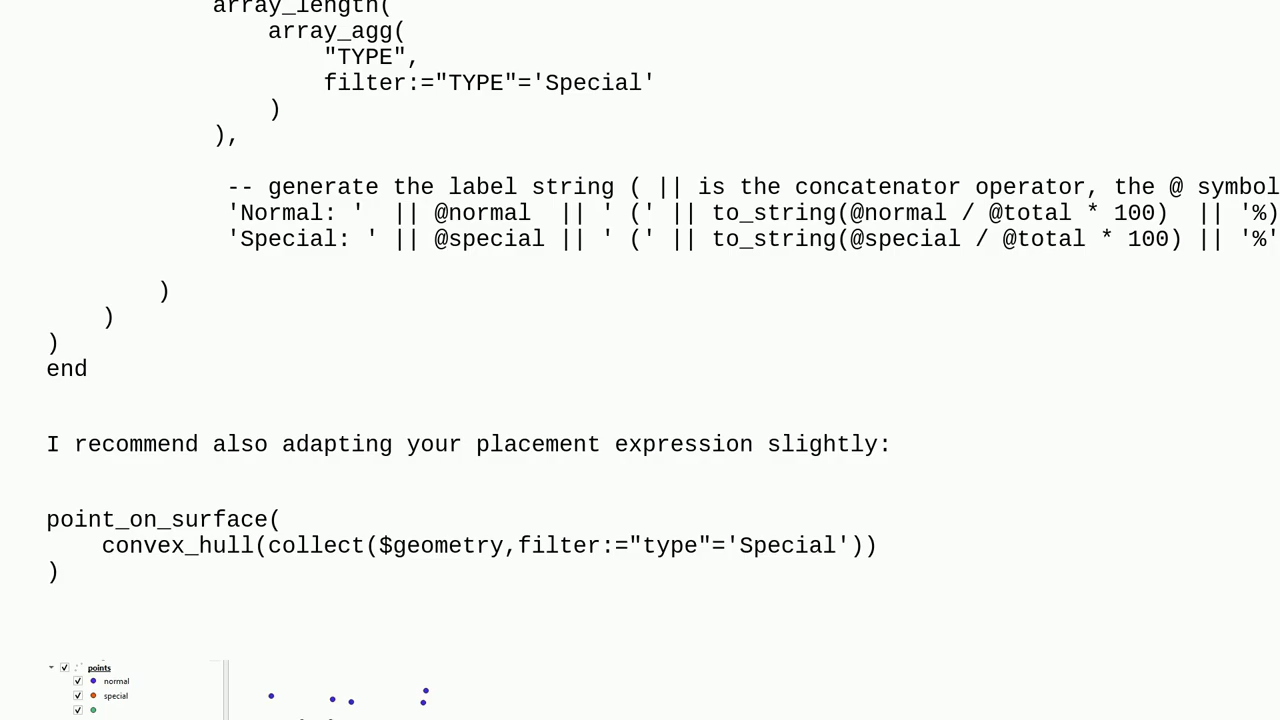 array_length(
array_agg(
"TYPE",
filter:="TYPE"='Special'
)
),
-- generate the label string ( || is the concatenator operator, the @ symbol
'Normal: '  || @normal  || ' (' || to_string(@normal / @total * 100)  || '%)
'Special: ' || @special || ' (' || to_string(@special / @total * 100) || '%'
)
)
)
end
I recommend also adapting your placement expression slightly:
point_on_surface(
convex_hull(collect($geometry,filter:="type"='Special'))
)
points
normal
special